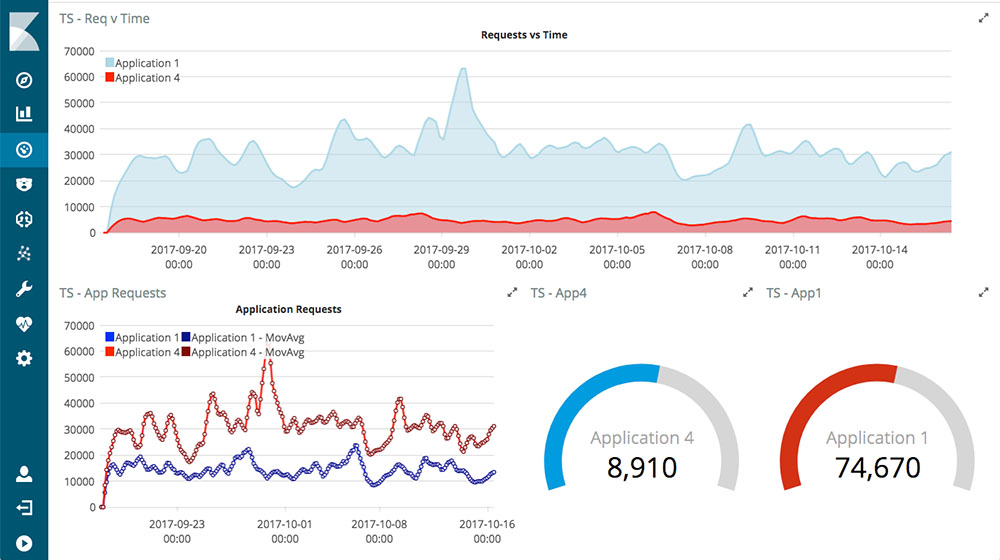 TS - Req v Time
Requests vs Time
70000
60000
50000
40000
30000
20000
10000
0
Application 1
Application 4
2017-09-20 2017-09-23 2017-09-26 2017-09-29 2017-10-02 2017-10-05 2017-10-08 2017-10-11 2017-10-14
00:00 00:00 00:00 00:00 00:00 00:00 00:00 00:00 00:00
TS - App Requests
Application Requests
70000
60000
50000
40000
30000
20000
10000
0
Application 1 Application 1 - MovAvg
Application 4 Application 4 - MovAvg
2017-09-23 2017-10-01 2017-10-08 2017-10-16
00:00 00:00 00:00 00:00
TS - App4
Application 4
8,910
TS - App1
Application 1
74,670